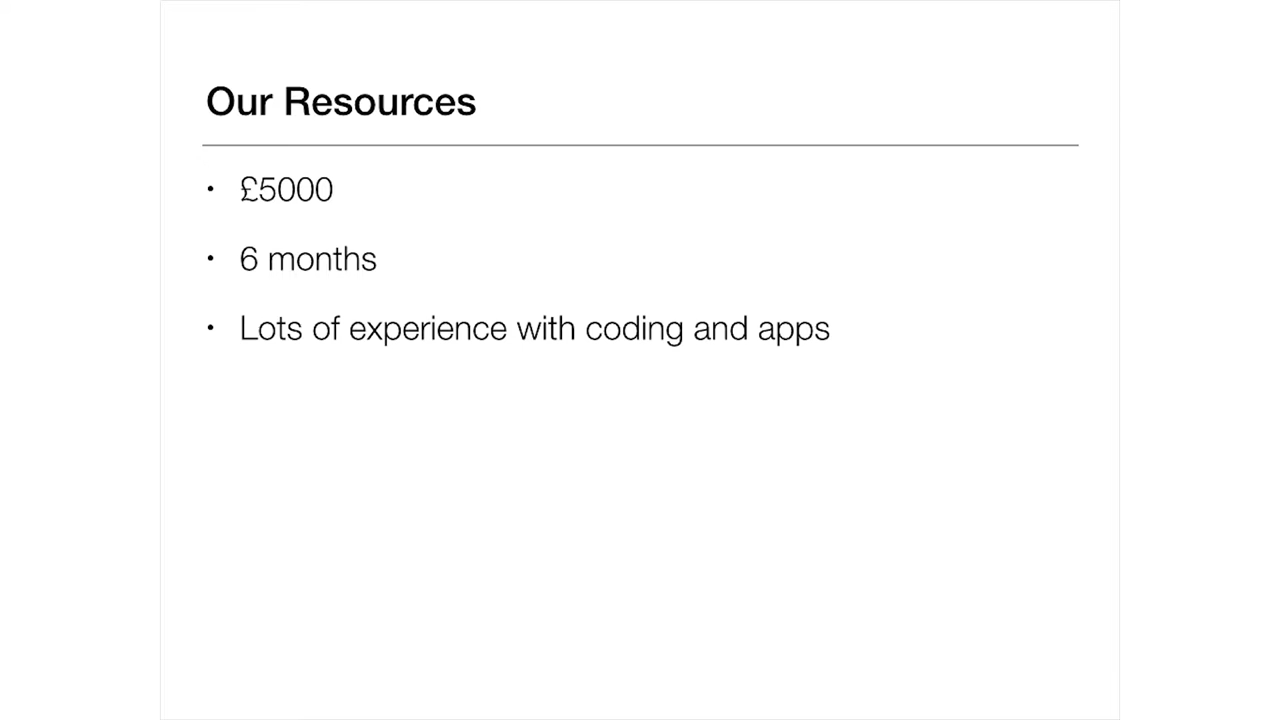 Our Resources
• £5000
• 6 months
• Lots of experience with coding and apps